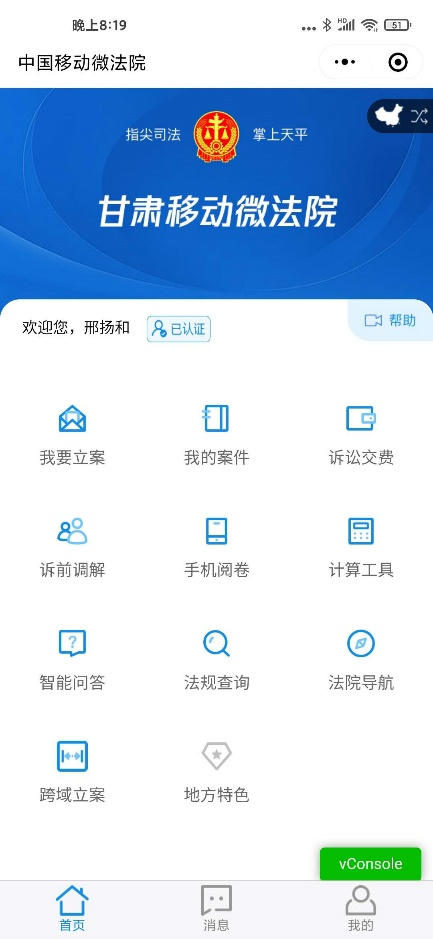 晚上8:19
HD
51
中国移动微法院
指尖司法
掌上天平
甘肃移动微法院
欢迎您，邢扬和
已认证
帮助
我要立案
我的案件
诉讼交费
诉前调解
手机阅卷
计算工具
智能问答
法规查询
法院导航
跨域立案
地方特色
vConsole
首页
消息
我的